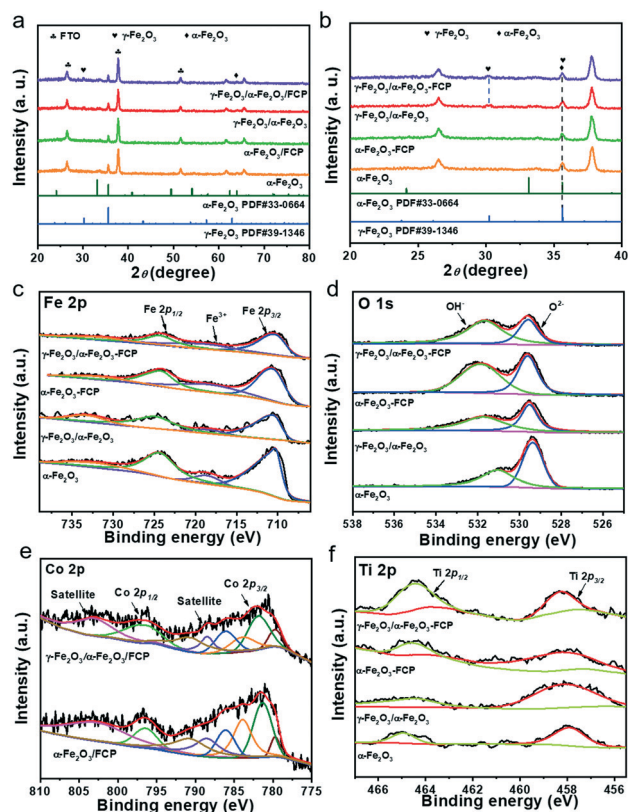 a
♣ FTO ♥ γ-Fe₂O₃ ♦ α-Fe₂O₃
γ-Fe₂O₃/α-Fe₂O₃/FCP
γ-Fe₂O₃/α-Fe₂O₃
α-Fe₂O₃/FCP
α-Fe₂O₃
α-Fe₂O₃ PDF#33-0664
γ-Fe₂O₃ PDF#39-1346
Intensity (a. u.)
20 30 40 50 60 70 80
2θ(degree)
b
♥ γ-Fe₂O₃ ♦ α-Fe₂O₃
γ-Fe₂O₃/α-Fe₂O₃-FCP
γ-Fe₂O₃/α-Fe₂O₃
α-Fe₂O₃-FCP
α-Fe₂O₃
α-Fe₂O₃ PDF#33-0664
γ-Fe₂O₃ PDF#39-1346
Intensity (a. u.)
20 25 30 35 40
2θ(degree)
c
Fe 2p
Fe 2p1/2 Fe³⁺ Fe 2p3/2
γ-Fe₂O₃/α-Fe₂O₃-FCP
α-Fe₂O₃-FCP
γ-Fe₂O₃/α-Fe₂O₃
α-Fe₂O₃
Intensity (a.u.)
735 730 725 720 715 710
Binding energy (eV)
d
O 1s
OH⁻ O²⁻
γ-Fe₂O₃/α-Fe₂O₃-FCP
α-Fe₂O₃-FCP
γ-Fe₂O₃/α-Fe₂O₃
α-Fe₂O₃
Intensity (a.u.)
538 536 534 532 530 528 526
Binding energy (eV)
e
Co 2p
Satellite Co 2p1/2 Satellite Co 2p3/2
γ-Fe₂O₃/α-Fe₂O₃/FCP
α-Fe₂O₃/FCP
Intensity (a.u.)
810 805 800 795 790 785 780 775
Binding energy (eV)
f
Ti 2p
Ti 2p1/2 Ti 2p3/2
γ-Fe₂O₃/α-Fe₂O₃-FCP
α-Fe₂O₃-FCP
γ-Fe₂O₃/α-Fe₂O₃
α-Fe₂O₃
Intensity (a.u.)
466 464 462 460 458 456
Binding energy (eV)